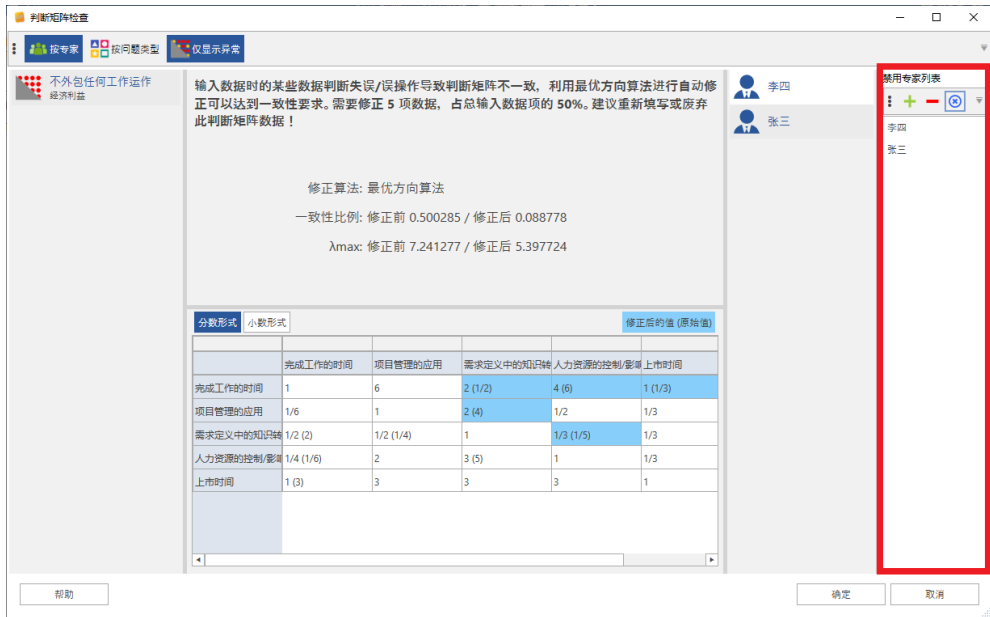 判断矩阵检查
按专家 按问题类型 仅显示异常
不外包任何工作运作
经济利益
输入数据时的某些数据判断失误/误操作导致判断矩阵不一致，利用最优方向算法进行自动修
正可以达到一致性要求。需要修正 5 项数据，占总输入数据项的 50%。建议重新填写或废弃
此判断矩阵数据！
修正算法: 最优方向算法
一致性比例: 修正前 0.500285 / 修正后 0.088778
λmax: 修正前 7.241277 / 修正后 5.397724
分数形式 小数形式 修正后的值 (原始值)
完成工作的时间 项目管理的应用 需求定义中的知识转 人力资源的控制/影响 上市时间
完成工作的时间 1 6 2 (1/2) 4 (6) 1 (1/3)
项目管理的应用 1/6 1 2 (4) 1/2 1/3
需求定义中的知识转 1/2 (2) 1/2 (1/4) 1 1/3 (1/5) 1/3
人力资源的控制/影响 1/4 (1/6) 2 3 (5) 1 1/3
上市时间 1 (3) 3 3 3 1
李四
张三
禁用专家列表
李四
张三
帮助 确定 取消